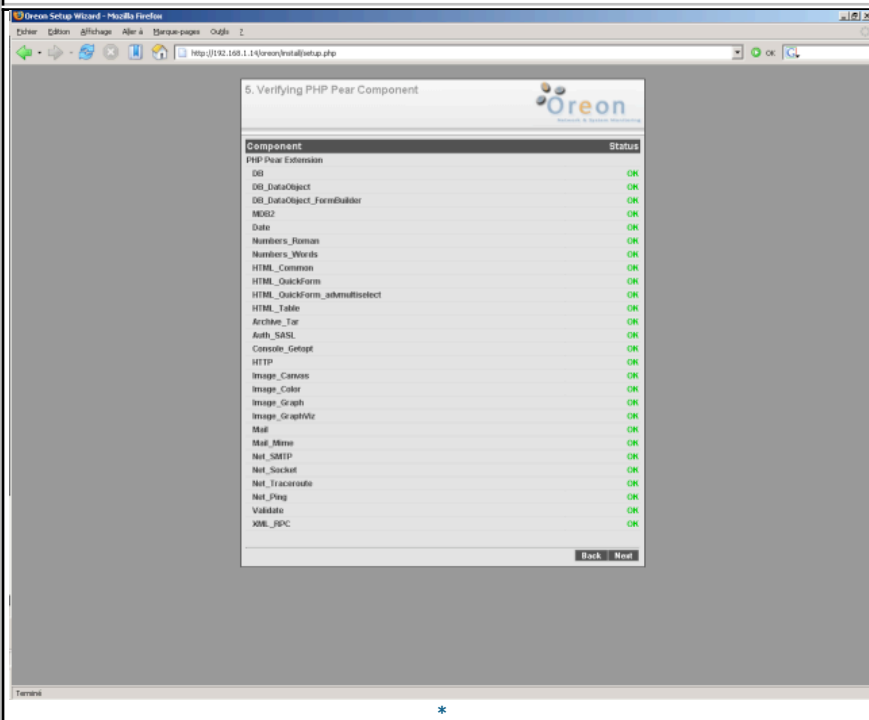 Oreon Setup Wizard - Mozilla Firefox
Fichier Edition Affichage Aller à Marque-pages Outils ?
http://192.168.1.14/oreon/install/setup.php OK G
5. Verifying PHP Pear Component
Oreon
Network & System Monitoring
Component Status
PHP Pear Extension
DB OK
DB_DataObject OK
DB_DataObject_FormBuilder OK
MDB2 OK
Date OK
Numbers_Roman OK
Numbers_Words OK
HTML_Common OK
HTML_QuickForm OK
HTML_QuickForm_advmultiselect OK
HTML_Table OK
Archive_Tar OK
Auth_SASL OK
Console_Getopt OK
HTTP OK
Image_Canvas OK
Image_Color OK
Image_Graph OK
Image_GraphViz OK
Mail OK
Mail_Mime OK
Net_SMTP OK
Net_Socket OK
Net_Traceroute OK
Net_Ping OK
Validate OK
XML_RPC OK
Back Next
Terminé
*